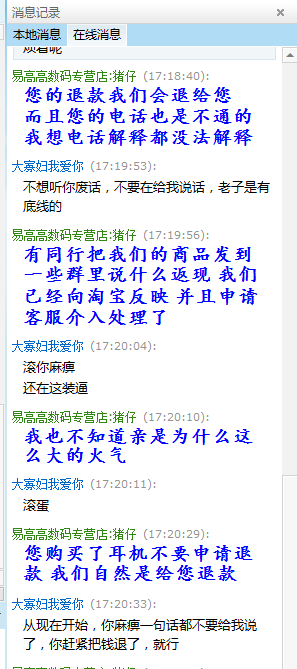 消息记录
本地消息 在线消息
烦着呢
易高高数码专营店:猪仔 (17:18:40):
您的退款我们会退给您
而且您的电话也是不通的
我想电话解释都没法解释
大寡妇我爱你 (17:19:53):
不想听你废话，不要在给我说话，老子是有
底线的
易高高数码专营店:猪仔 (17:19:56):
有同行把我们的商品发到
一些群里说什么返现 我们
已经向淘宝反映 并且申请
客服介入处理了
大寡妇我爱你 (17:20:04):
滚你麻痹
还在这装逼
易高高数码专营店:猪仔 (17:20:10):
我也不知道亲是为什么这
么大的火气
大寡妇我爱你 (17:20:11):
滚蛋
易高高数码专营店:猪仔 (17:20:29):
您购买了耳机不要申请退
款 我们自然是给您退款
大寡妇我爱你 (17:20:33):
从现在开始，你麻痹一句话都不要给我说
了，你赶紧把钱退了，就行